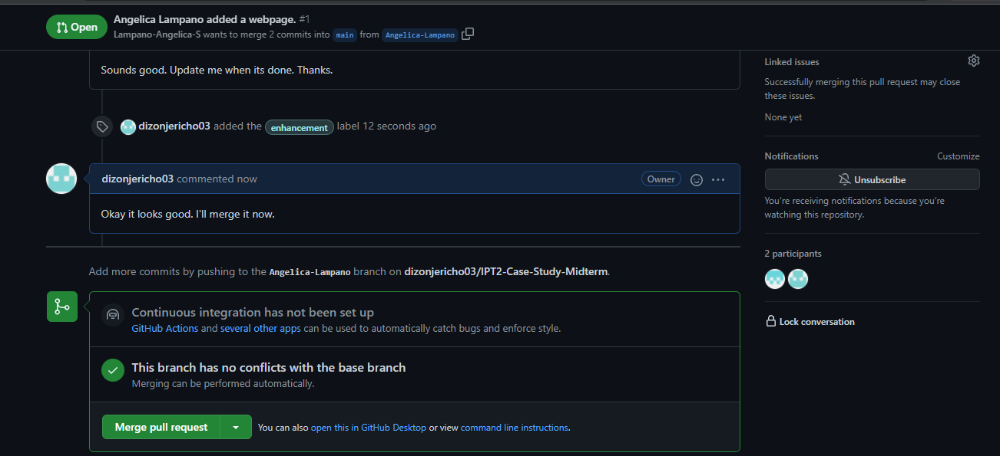 Open
Angelica Lampano added a webpage. #1
Lampano-Angelica-S wants to merge 2 commits into main from Angelica-Lampano
Sounds good. Update me when its done. Thanks.
dizonjericho03 added the enhancement label 12 seconds ago
dizonjericho03 commented now
Owner
Okay it looks good. I'll merge it now.
Add more commits by pushing to the Angelica-Lampano branch on dizonjericho03/IPT2-Case-Study-Midterm.
Continuous integration has not been set up
GitHub Actions and several other apps can be used to automatically catch bugs and enforce style.
This branch has no conflicts with the base branch
Merging can be performed automatically.
Merge pull request
You can also open this in GitHub Desktop or view command line instructions.
Linked issues
Successfully merging this pull request may close
these issues.
None yet
Notifications
Customize
Unsubscribe
You're receiving notifications because you're
watching this repository.
2 participants
Lock conversation